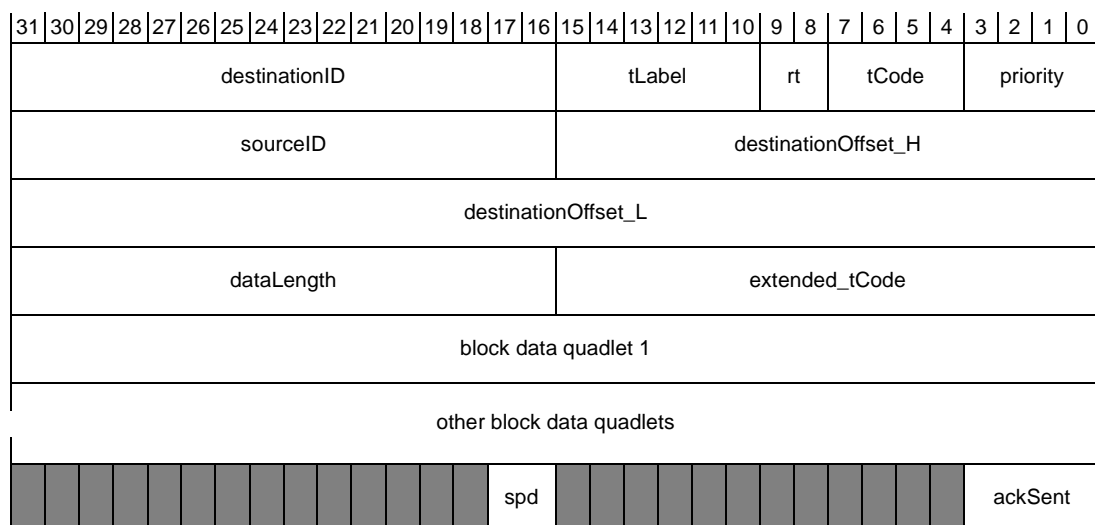 31 30 29 28 27 26 25 24 23 22 21 20 19 18 17 16 15 14 13 12 11 10 9 8 7 6 5 4 3 2 1 0
destinationID tLabel rt tCode priority
sourceID destinationOffset_H
destinationOffset_L
dataLength extended_tCode
block data quadlet 1
other block data quadlets
spd ackSent